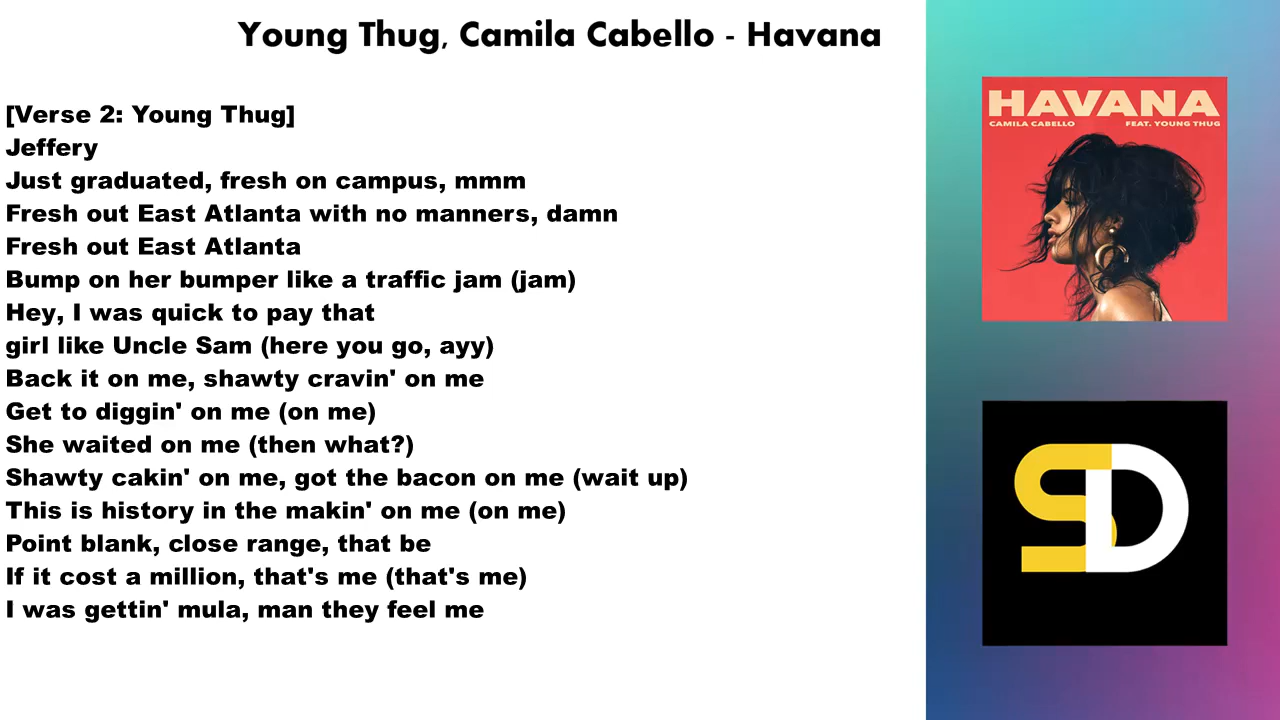 Young Thug, Camila Cabello - Havana
[Verse 2: Young Thug]
Jeffery
Just graduated, fresh on campus, mmm
Fresh out East Atlanta with no manners, damn
Fresh out East Atlanta
Bump on her bumper like a traffic jam (jam)
Hey, I was quick to pay that
girl like Uncle Sam (here you go, ayy)
Back it on me, shawty cravin' on me
Get to diggin' on me (on me)
She waited on me (then what?)
Shawty cakin' on me, got the bacon on me (wait up)
This is history in the makin' on me (on me)
Point blank, close range, that be
If it cost a million, that's me (that's me)
I was gettin' mula, man they feel me
HAVANA
CAMILA CABELLO FEAT. YOUNG THUG
SD